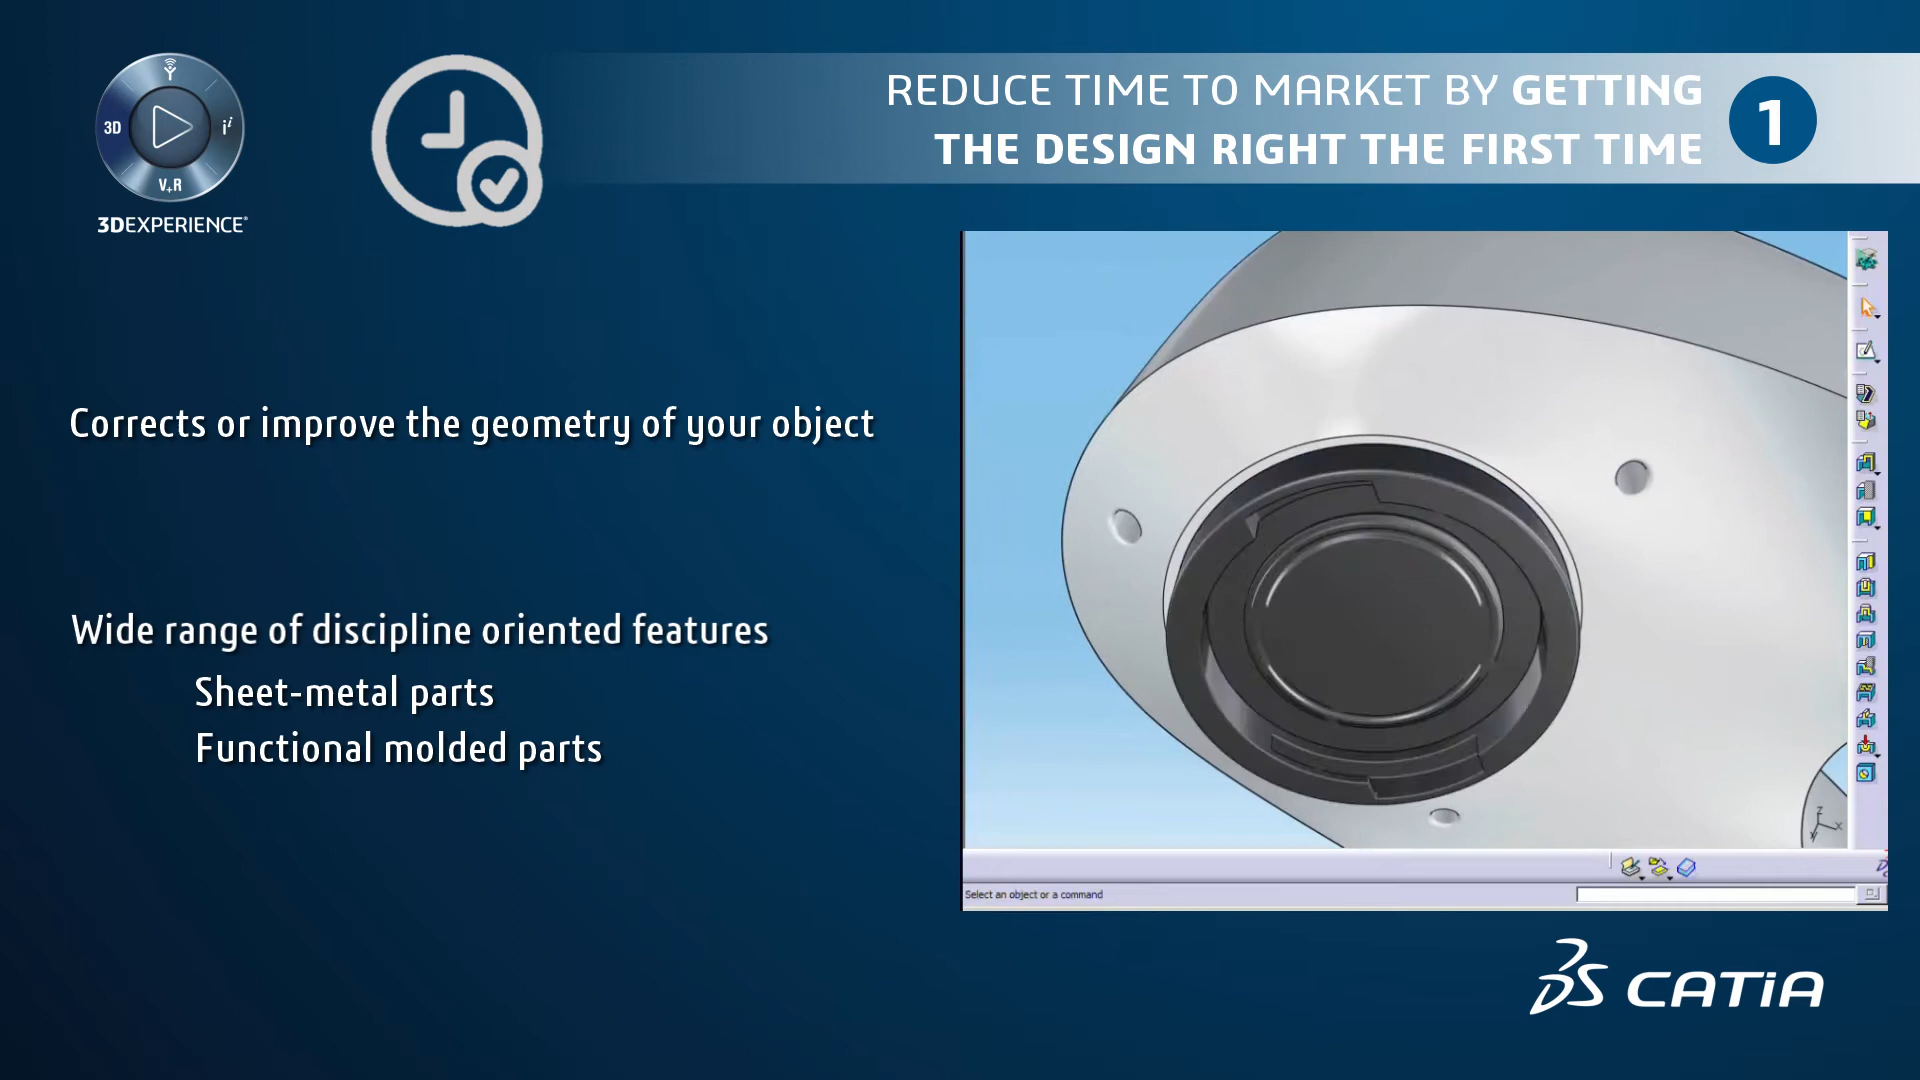 REDUCE TIME TO MARKET BY GETTING
THE DESIGN RIGHT THE FIRST TIME
1
3D
i
V+R
3DEXPERIENCE
Corrects or improve the geometry of your object
Wide range of discipline oriented features
Sheet-metal parts
Functional molded parts
Z
X
Y
Select an object or a command
CATIA